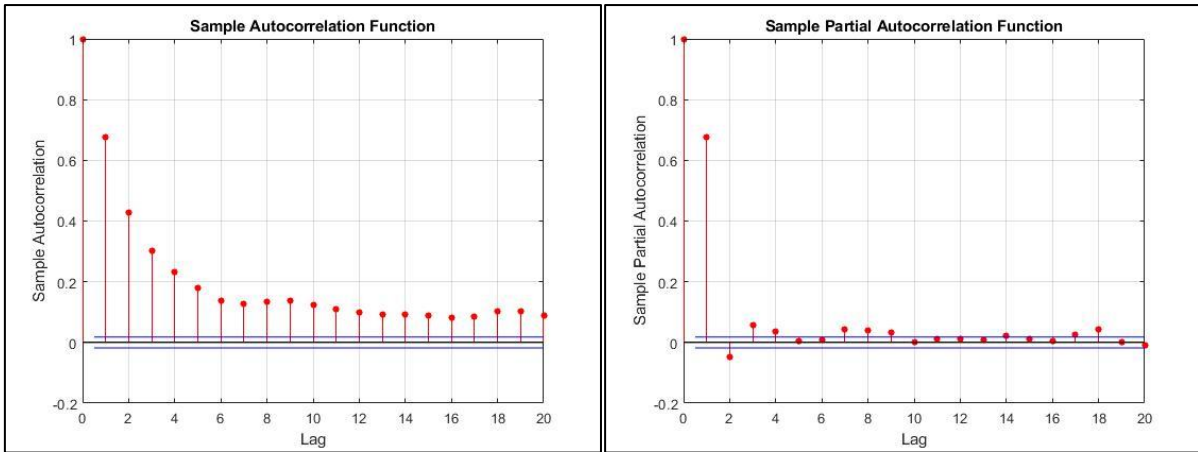 Sample Autocorrelation Function
1
0.8
0.6
0.4
0.2
0
-0.2
Sample Autocorrelation
0 2 4 6 8 10 12 14 16 18 20
Lag
Sample Partial Autocorrelation Function
1
0.8
0.6
0.4
0.2
0
-0.2
Sample Partial Autocorrelation
0 2 4 6 8 10 12 14 16 18 20
Lag